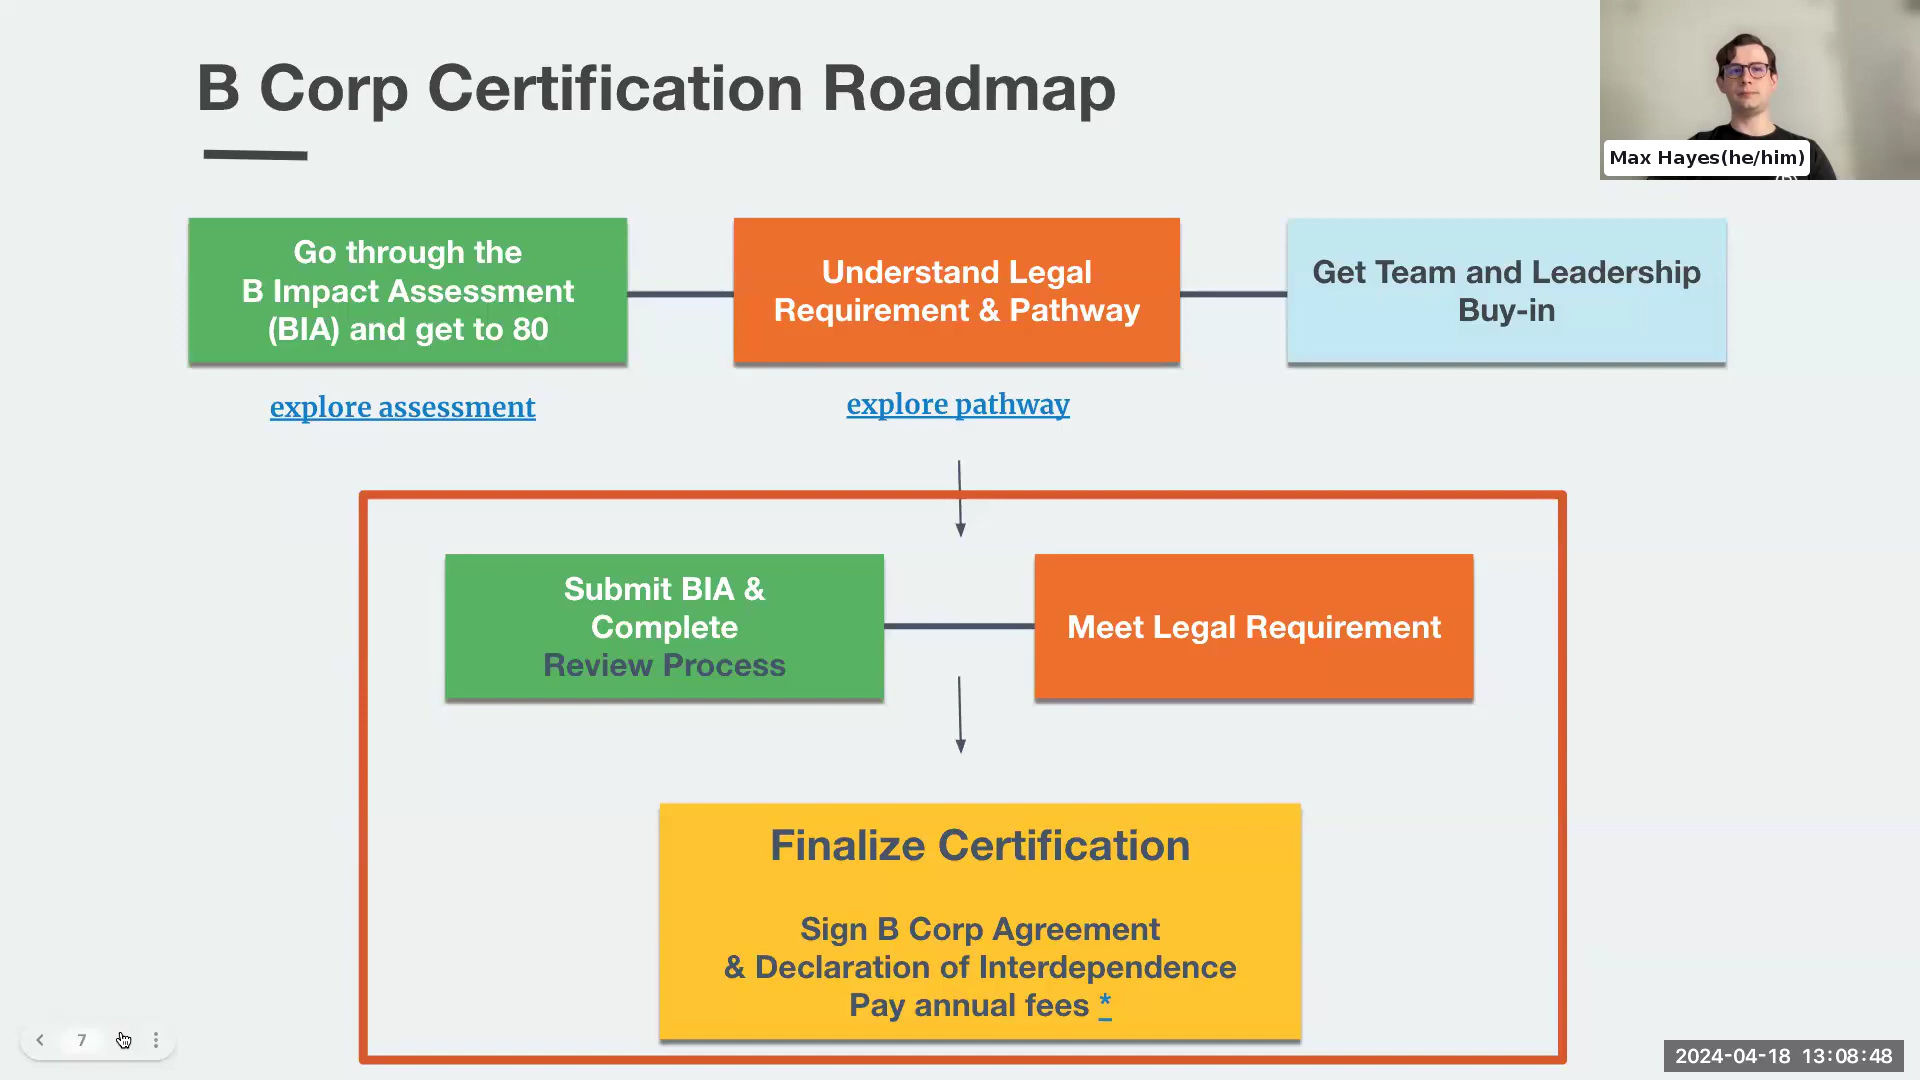 B Corp Certification Roadmap
Max Hayes(he/him)
Go through the
B Impact Assessment
(BIA) and get to 80
Understand Legal
Requirement & Pathway
Get Team and Leadership
Buy-in
explore assessment
explore pathway
Submit BIA &
Complete
Review Process
Meet Legal Requirement
Finalize Certification
Sign B Corp Agreement
& Declaration of Interdependence
Pay annual fees *
7
2024-04-18 13:08:48